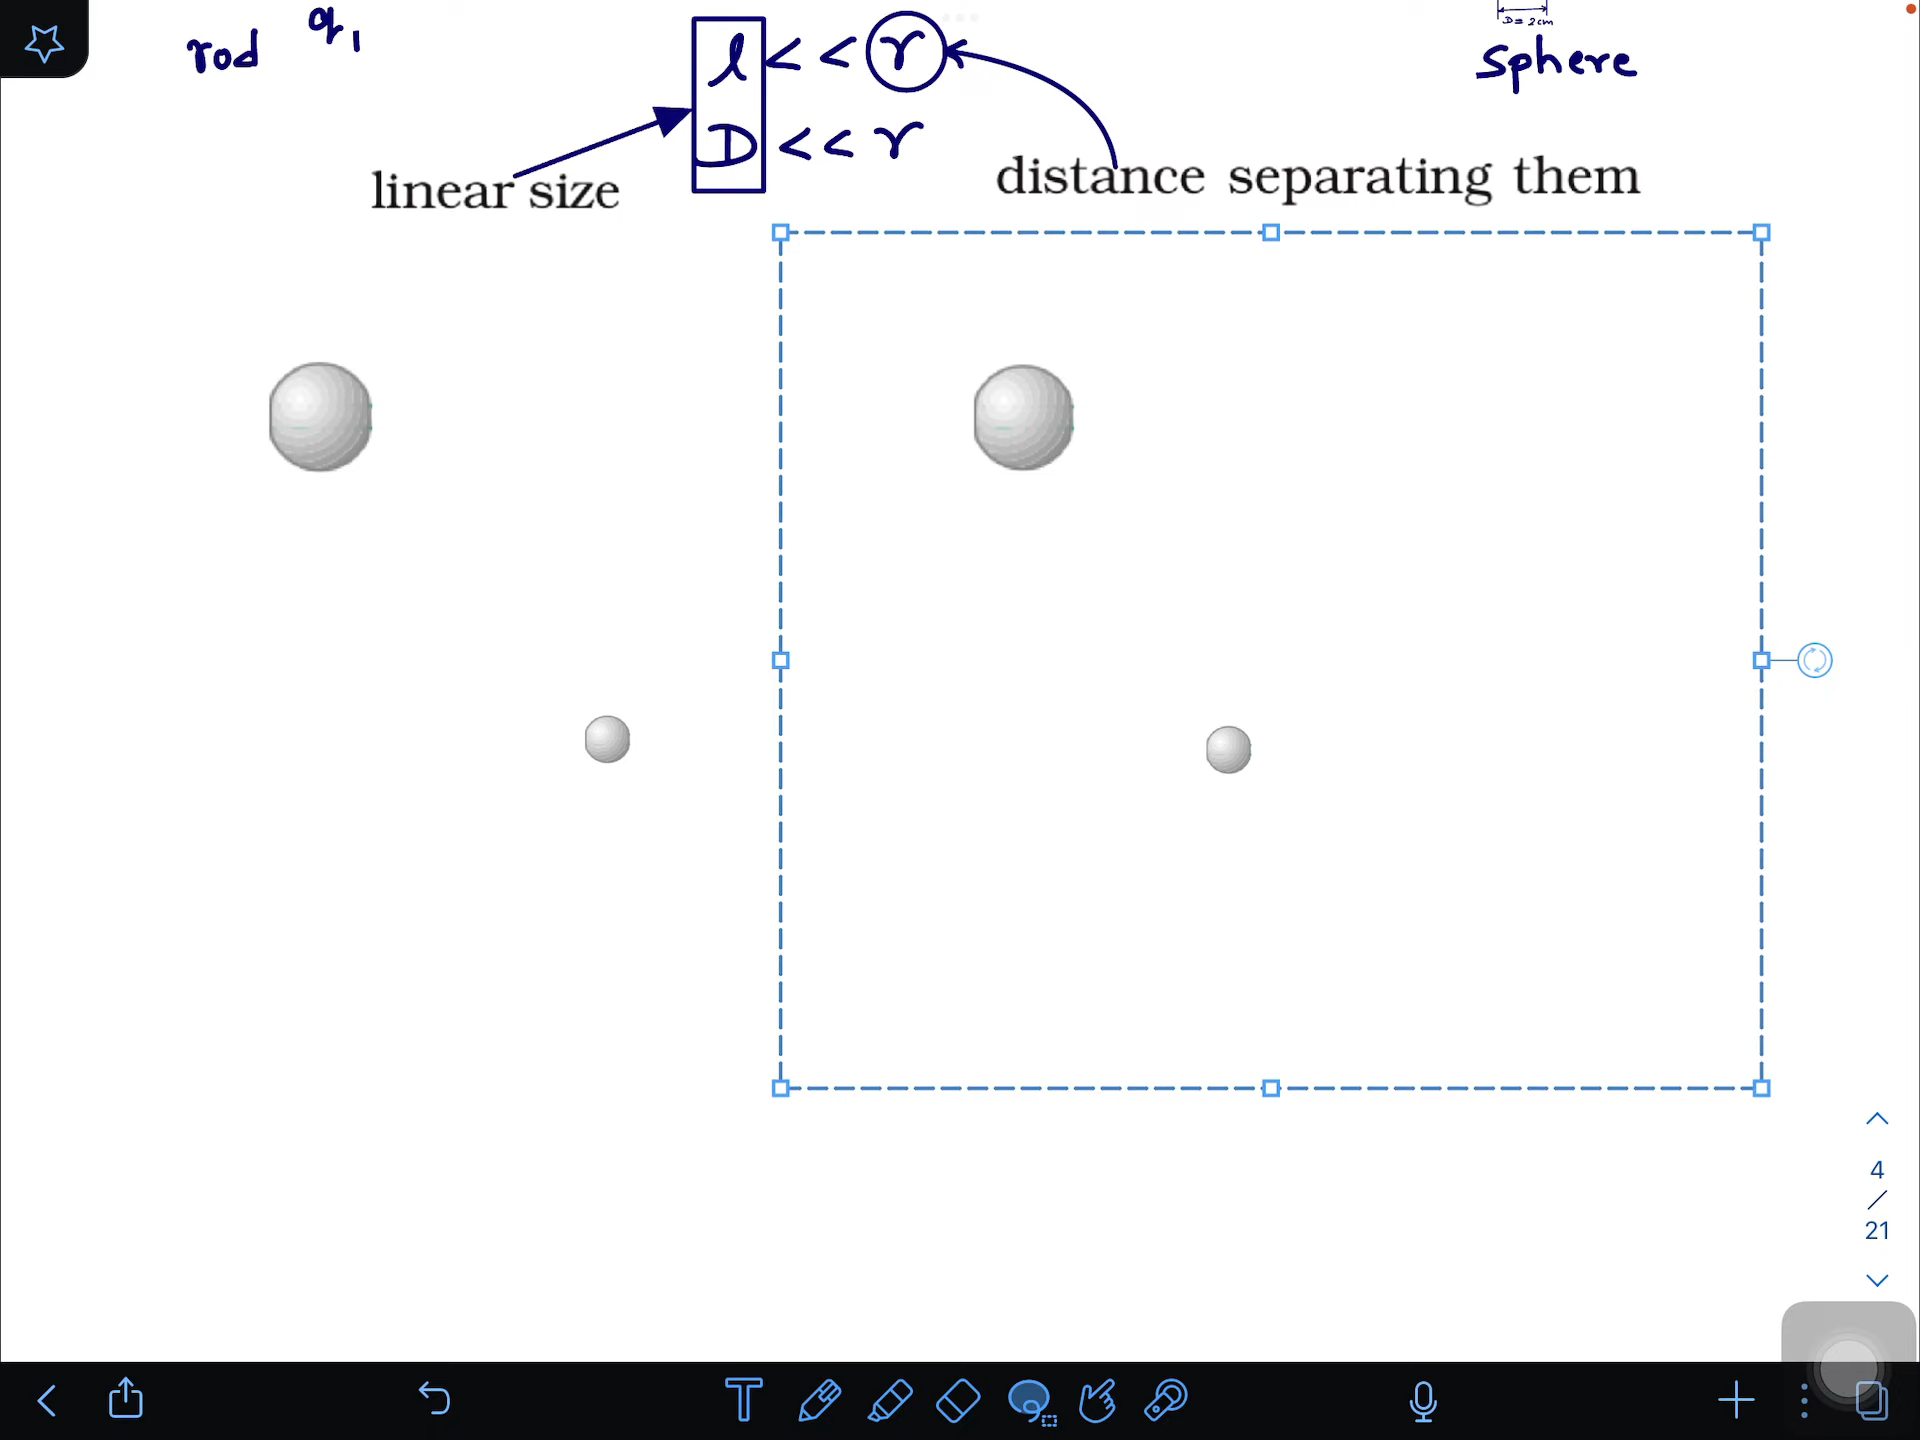 rod q1
l << r
D << r
D = 2cm
sphere
linear size
distance separating them
4
/
21
T